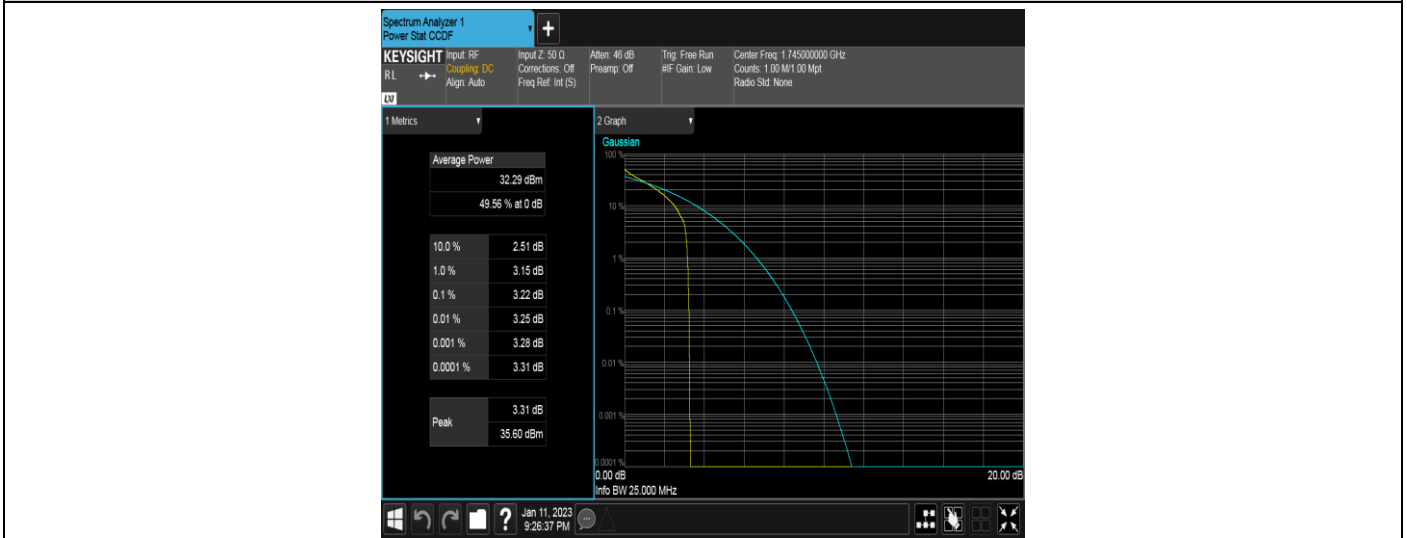 Spectrum Analyzer 1
Power Stat CCDF
+
KEYSIGHT
RL
LXI
Input: RF
Coupling: DC
Align: Auto
Input Z: 50 Ω
Corrections: Off
Freq Ref: Int (S)
Atten: 46 dB
Preamp: Off
Trig: Free Run
#IF Gain: Low
Center Freq: 1.745000000 GHz
Counts: 1.00 M/1.00 Mpt
Radio Std: None
1 Metrics
Average Power
32.29 dBm
49.56 % at 0 dB
10.0 % 2.51 dB
1.0 % 3.15 dB
0.1 % 3.22 dB
0.01 % 3.25 dB
0.001 % 3.28 dB
0.0001 % 3.31 dB
Peak
3.31 dB
35.60 dBm
2 Graph
Gaussian
100 %
10 %
1 %
0.1 %
0.01 %
0.001 %
0.0001 %
0.00 dB
20.00 dB
Info BW 25.000 MHz
?
Jan 11, 2023
9:26:37 PM